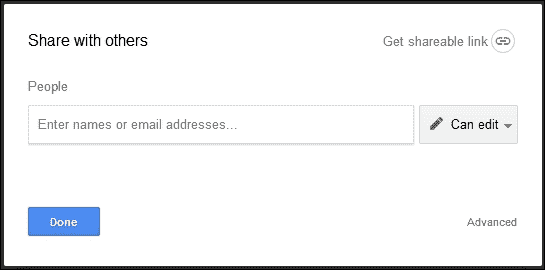 Share with others
Get shareable link
People
Enter names or email addresses...
Can edit
Done
Advanced